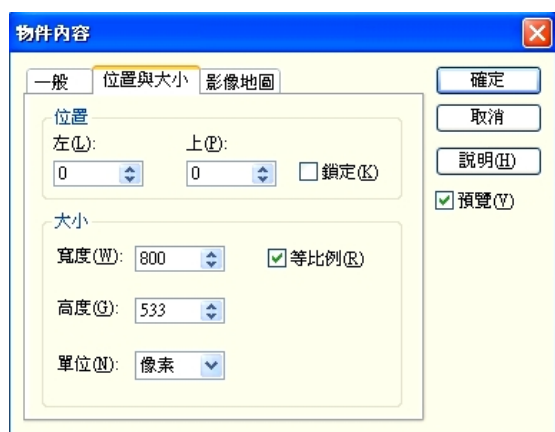 物件內容
一般 位置與大小 影像地圖
確定
取消
說明(H)
預覽(V)
位置
左(L): 上(P):
0 0 鎖定(K)
大小
寬度(W): 800 等比例(R)
高度(G): 533
單位(N): 像素